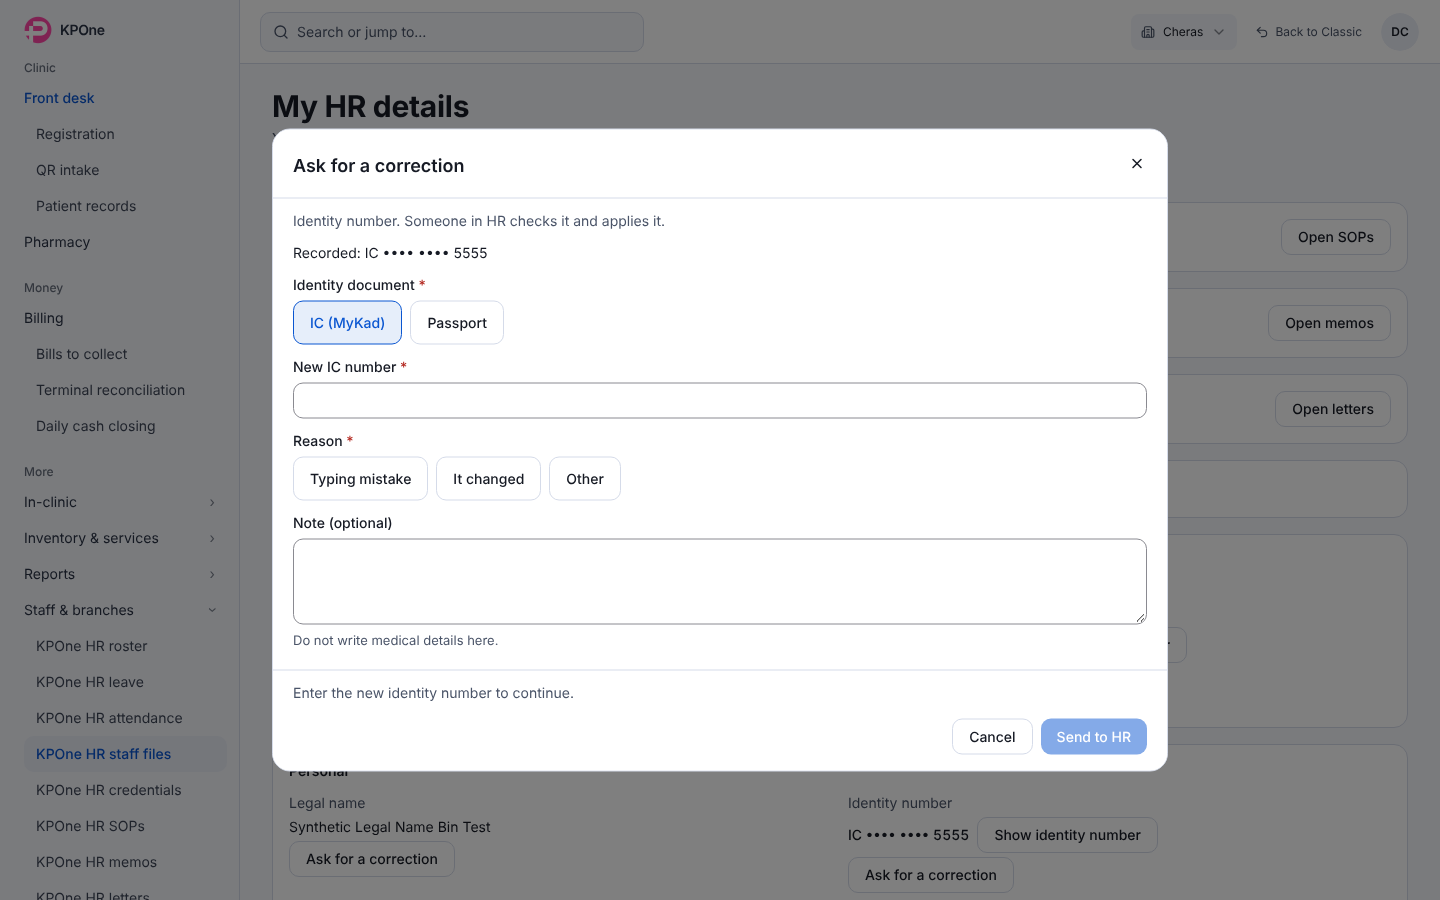 KPOne
Clinic
Front desk
Registration
QR intake
Patient records
Pharmacy
Money
Billing
Bills to collect
Terminal reconciliation
Daily cash closing
More
In-clinic
Inventory & services
Reports
Staff & branches
KPOne HR roster
KPOne HR leave
KPOne HR attendance
KPOne HR staff files
KPOne HR credentials
KPOne HR SOPs
KPOne HR memos
KPOne HR letters
Search or jump to...
Cheras
Back to Classic
DC
My HR details
Open SOPs
Open memos
Open letters
Ask for a correction
Identity number. Someone in HR checks it and applies it.
Recorded: IC •••• •••• 5555
Identity document *
IC (MyKad)
Passport
New IC number *
Reason *
Typing mistake
It changed
Other
Note (optional)
Do not write medical details here.
Enter the new identity number to continue.
Cancel
Send to HR
Personal
Legal name
Synthetic Legal Name Bin Test
Ask for a correction
Identity number
IC •••• •••• 5555
Show identity number
Ask for a correction